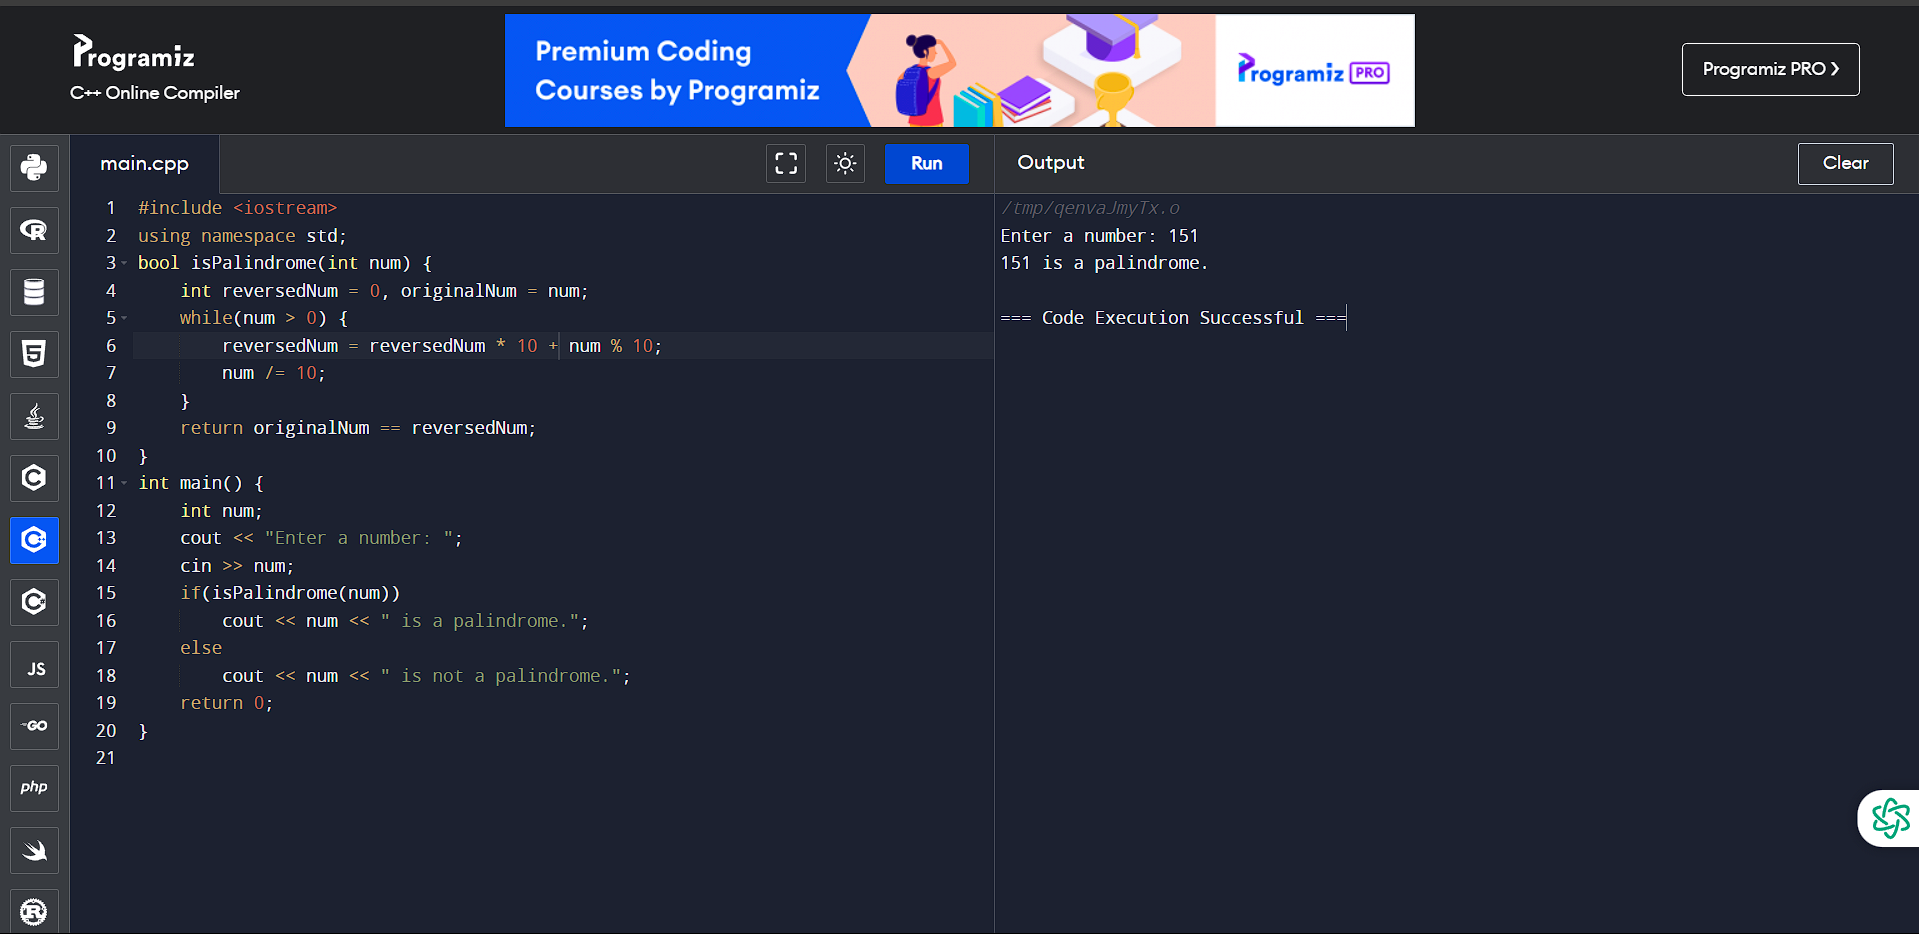 Programiz
C++ Online Compiler
Premium Coding
Courses by Programiz
Programiz PRO
Programiz PRO ❯
main.cpp
Run
Output
Clear
1 #include <iostream>
2 using namespace std;
3 bool isPalindrome(int num) {
4     int reversedNum = 0, originalNum = num;
5     while(num > 0) {
6         reversedNum = reversedNum * 10 + num % 10;
7         num /= 10;
8     }
9     return originalNum == reversedNum;
10 }
11 int main() {
12     int num;
13     cout << "Enter a number: ";
14     cin >> num;
15     if(isPalindrome(num))
16         cout << num << " is a palindrome.";
17     else
18         cout << num << " is not a palindrome.";
19     return 0;
20 }
21
/tmp/qenvaJmyTx.o
Enter a number: 151
151 is a palindrome.
=== Code Execution Successful ===
R
5
C
C++
C#
JS
GO
php
R